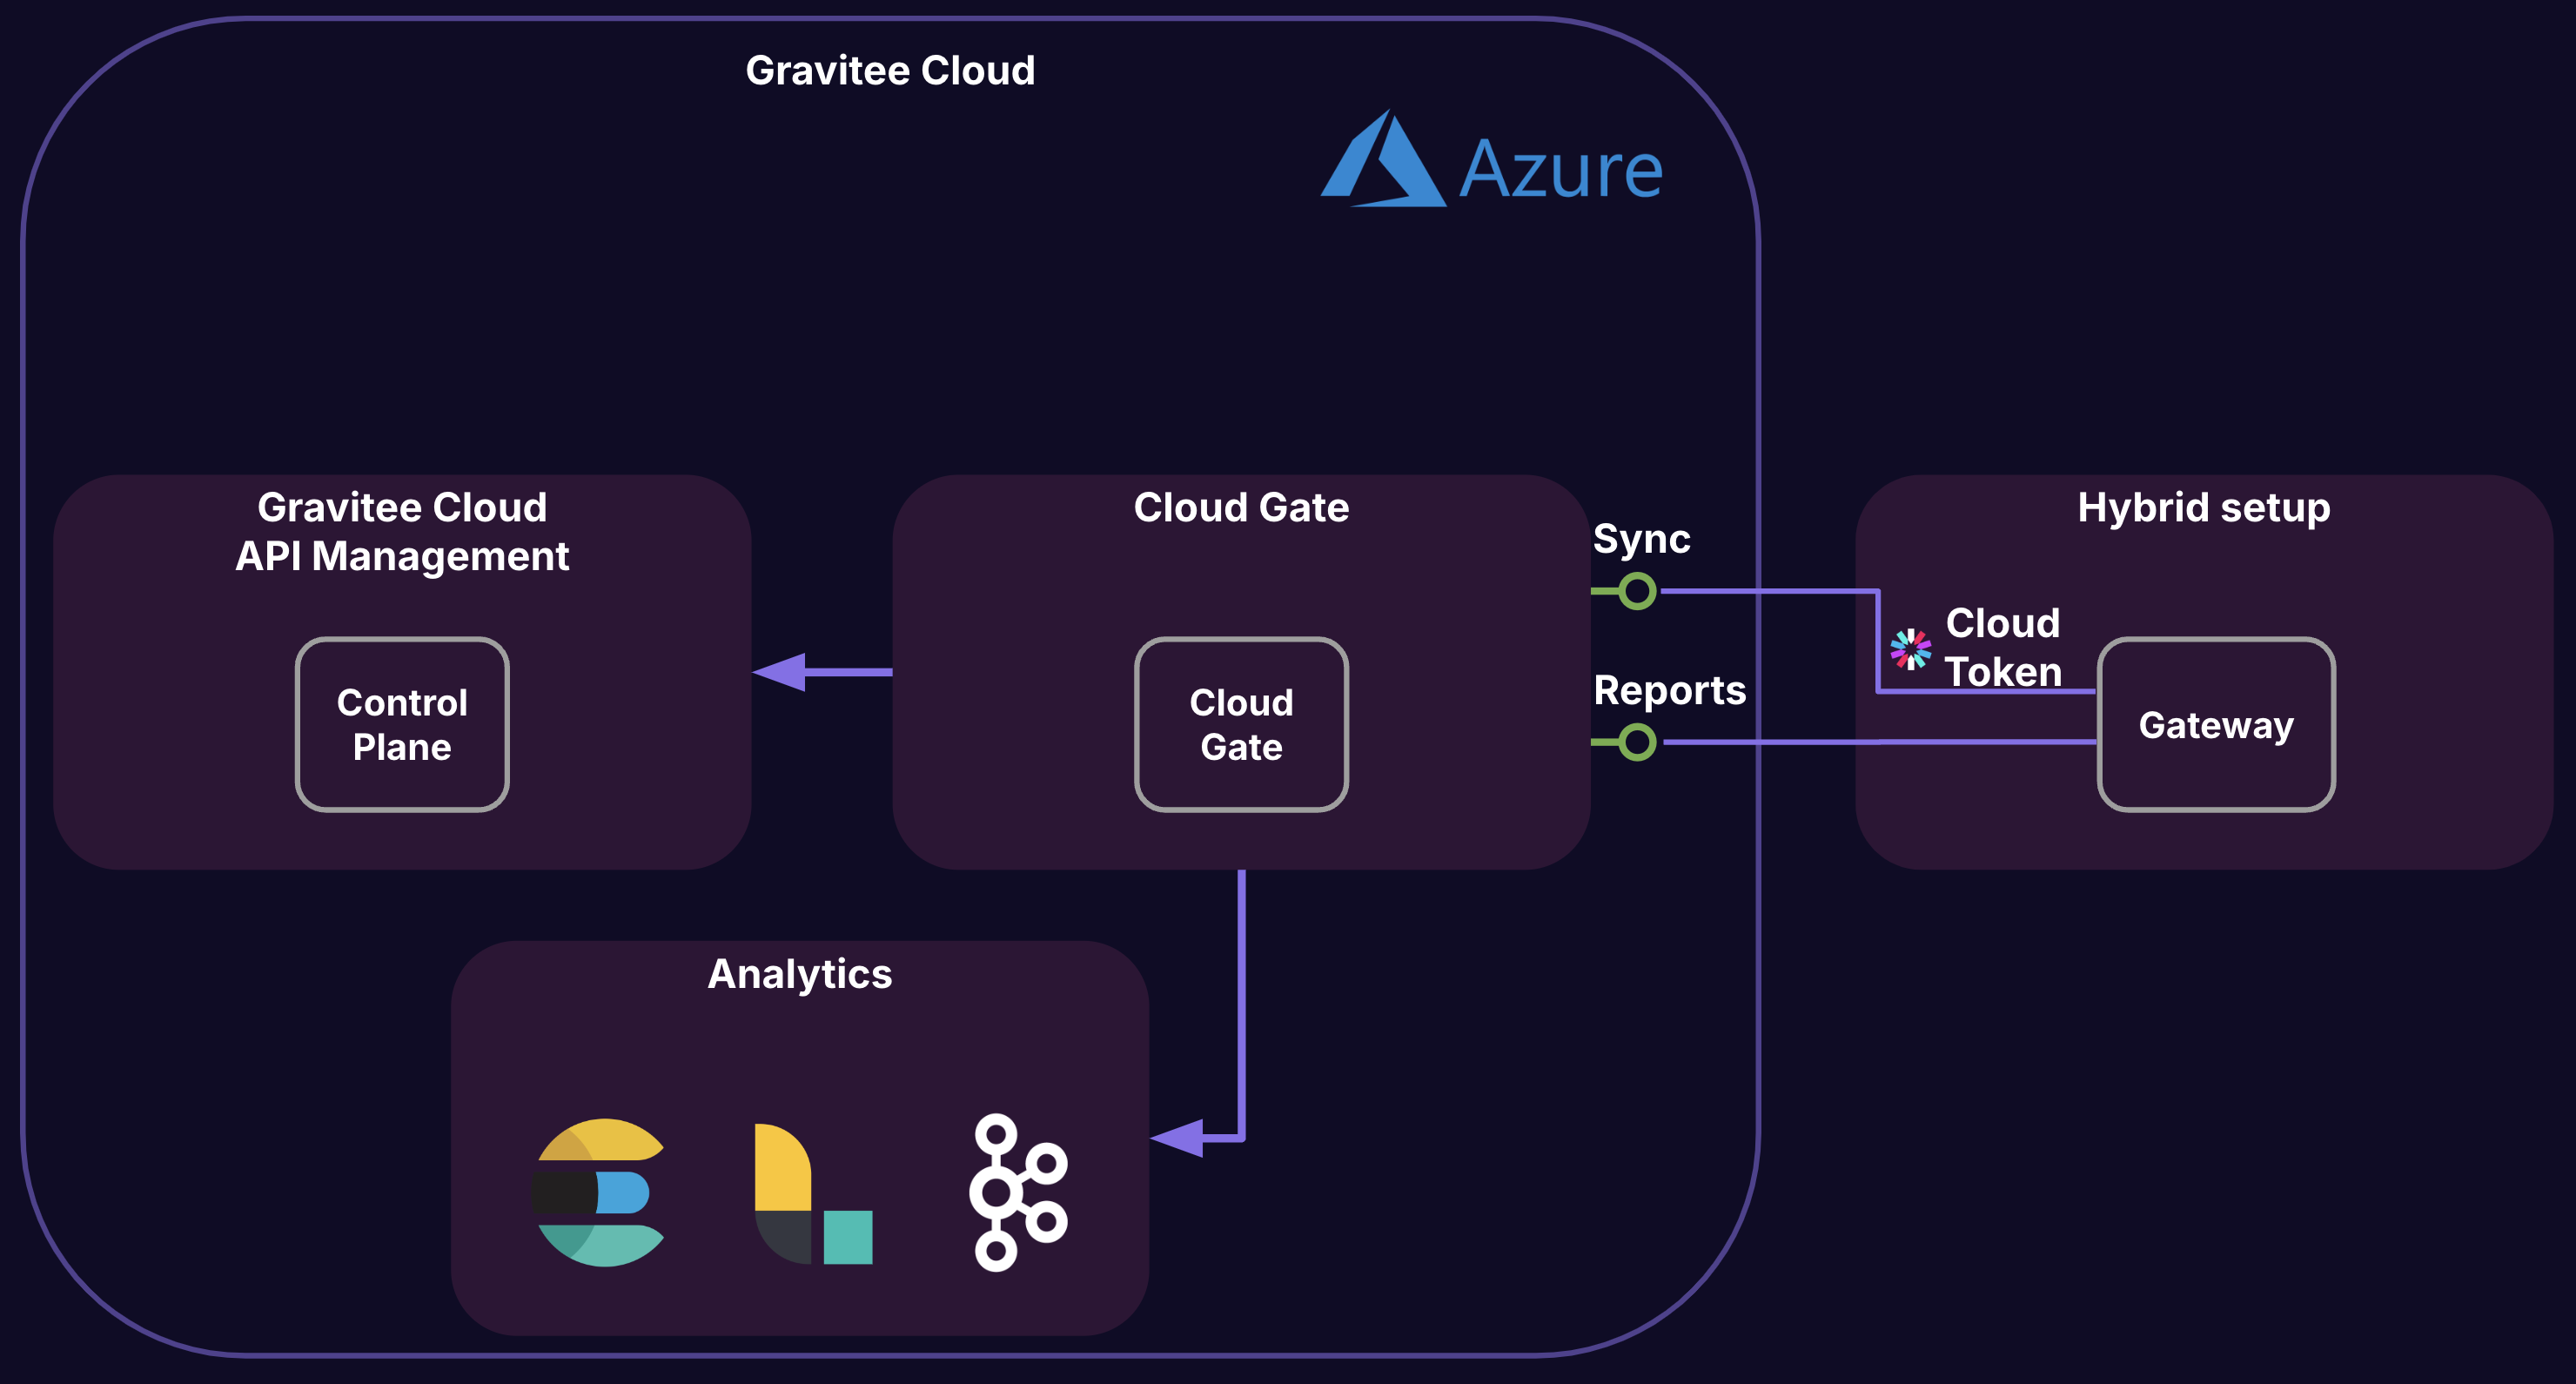 Gravitee Cloud
Azure
Gravitee Cloud
API Management
Control
Plane
Cloud Gate
Cloud
Gate
Sync
Reports
Hybrid setup
Cloud
Token
Gateway
Analytics